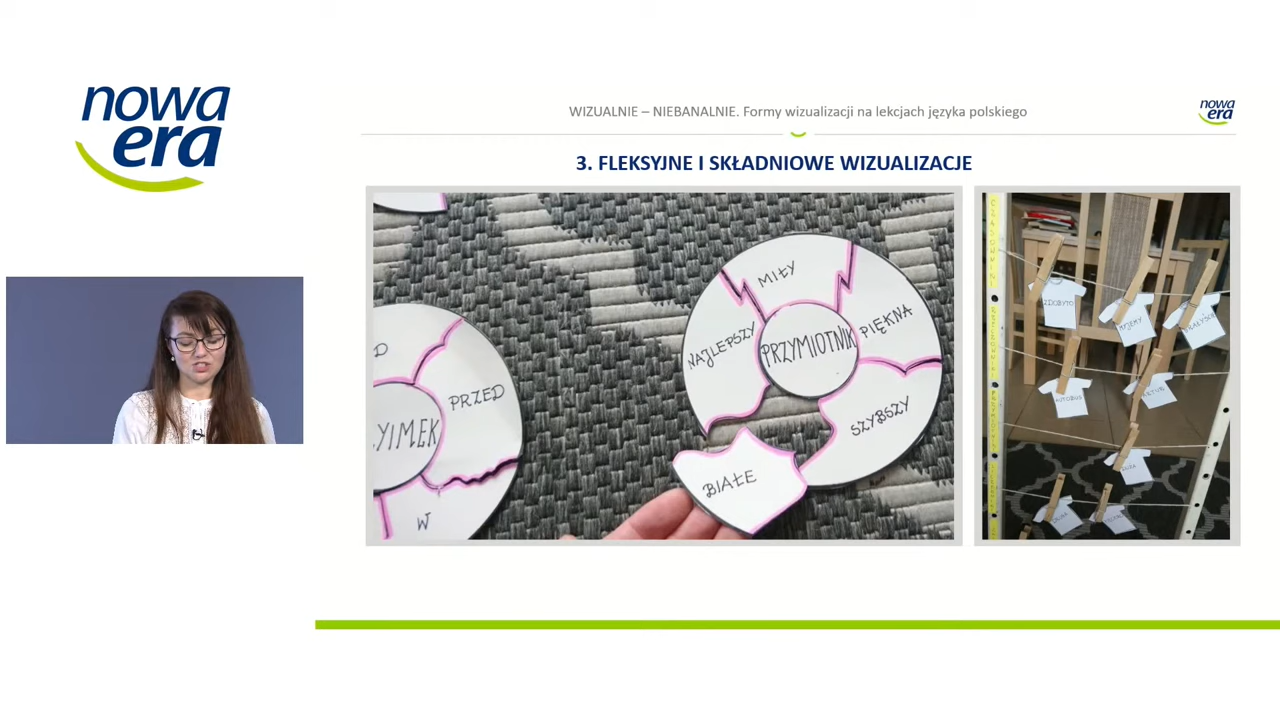 nowa
era
WIZUALNIE – NIEBANALNIE. Formy wizualizacji na lekcjach języka polskiego
nowa
era
3. FLEKSYJNE I SKŁADNIOWE WIZUALIZACJE
D
PRZED
YIMEK
W
MIŁY
NAJLEPSZY
PRZYMIOTNIK
PIĘKNA
SZYBSZY
BIAŁE
ZDOBYTO